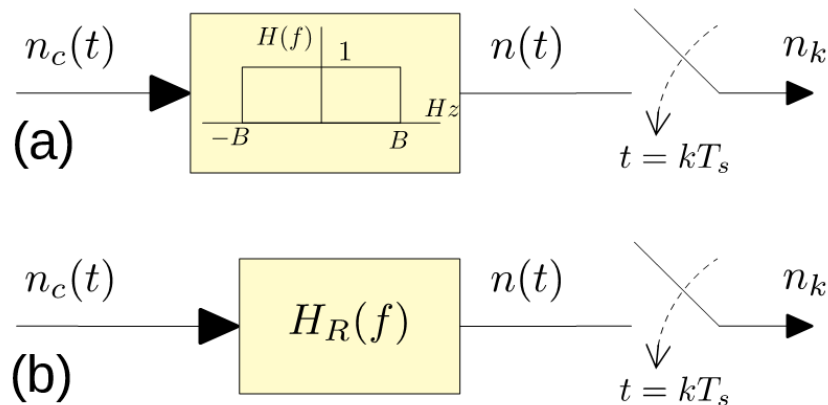 n_c(t)
H(f)
1
n(t)
n_k
Hz
−B
B
(a)
t = kT_s
n_c(t)
H_R(f)
n(t)
n_k
(b)
t = kT_s